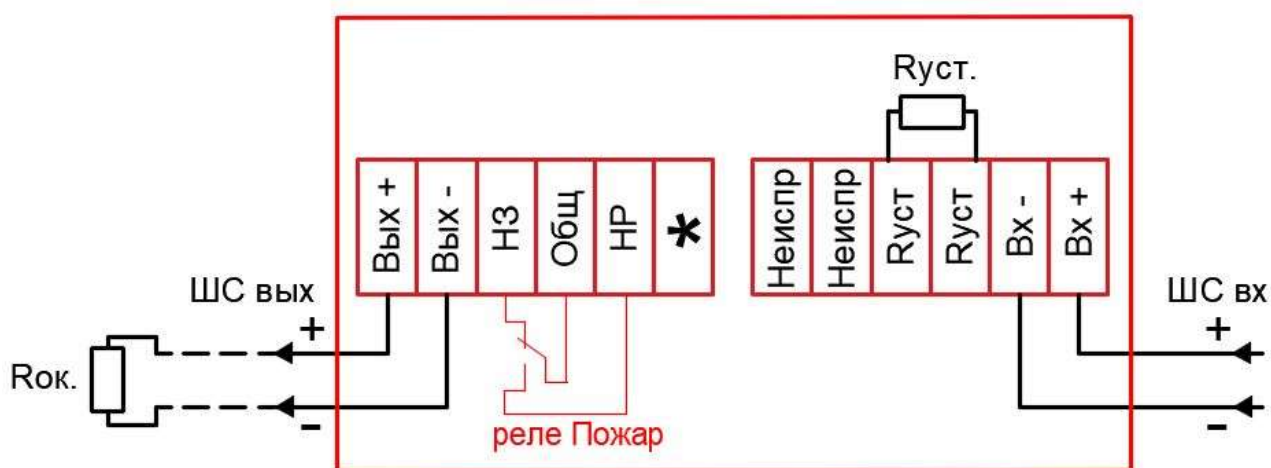 Rуст.
Вых +
Вых -
НЗ
Общ
НР
*
Неиспр
Неиспр
Rуст
Rуст
Вх -
Вх +
ШС вых
+
-
Rок.
ШС вх
+
-
реле Пожар